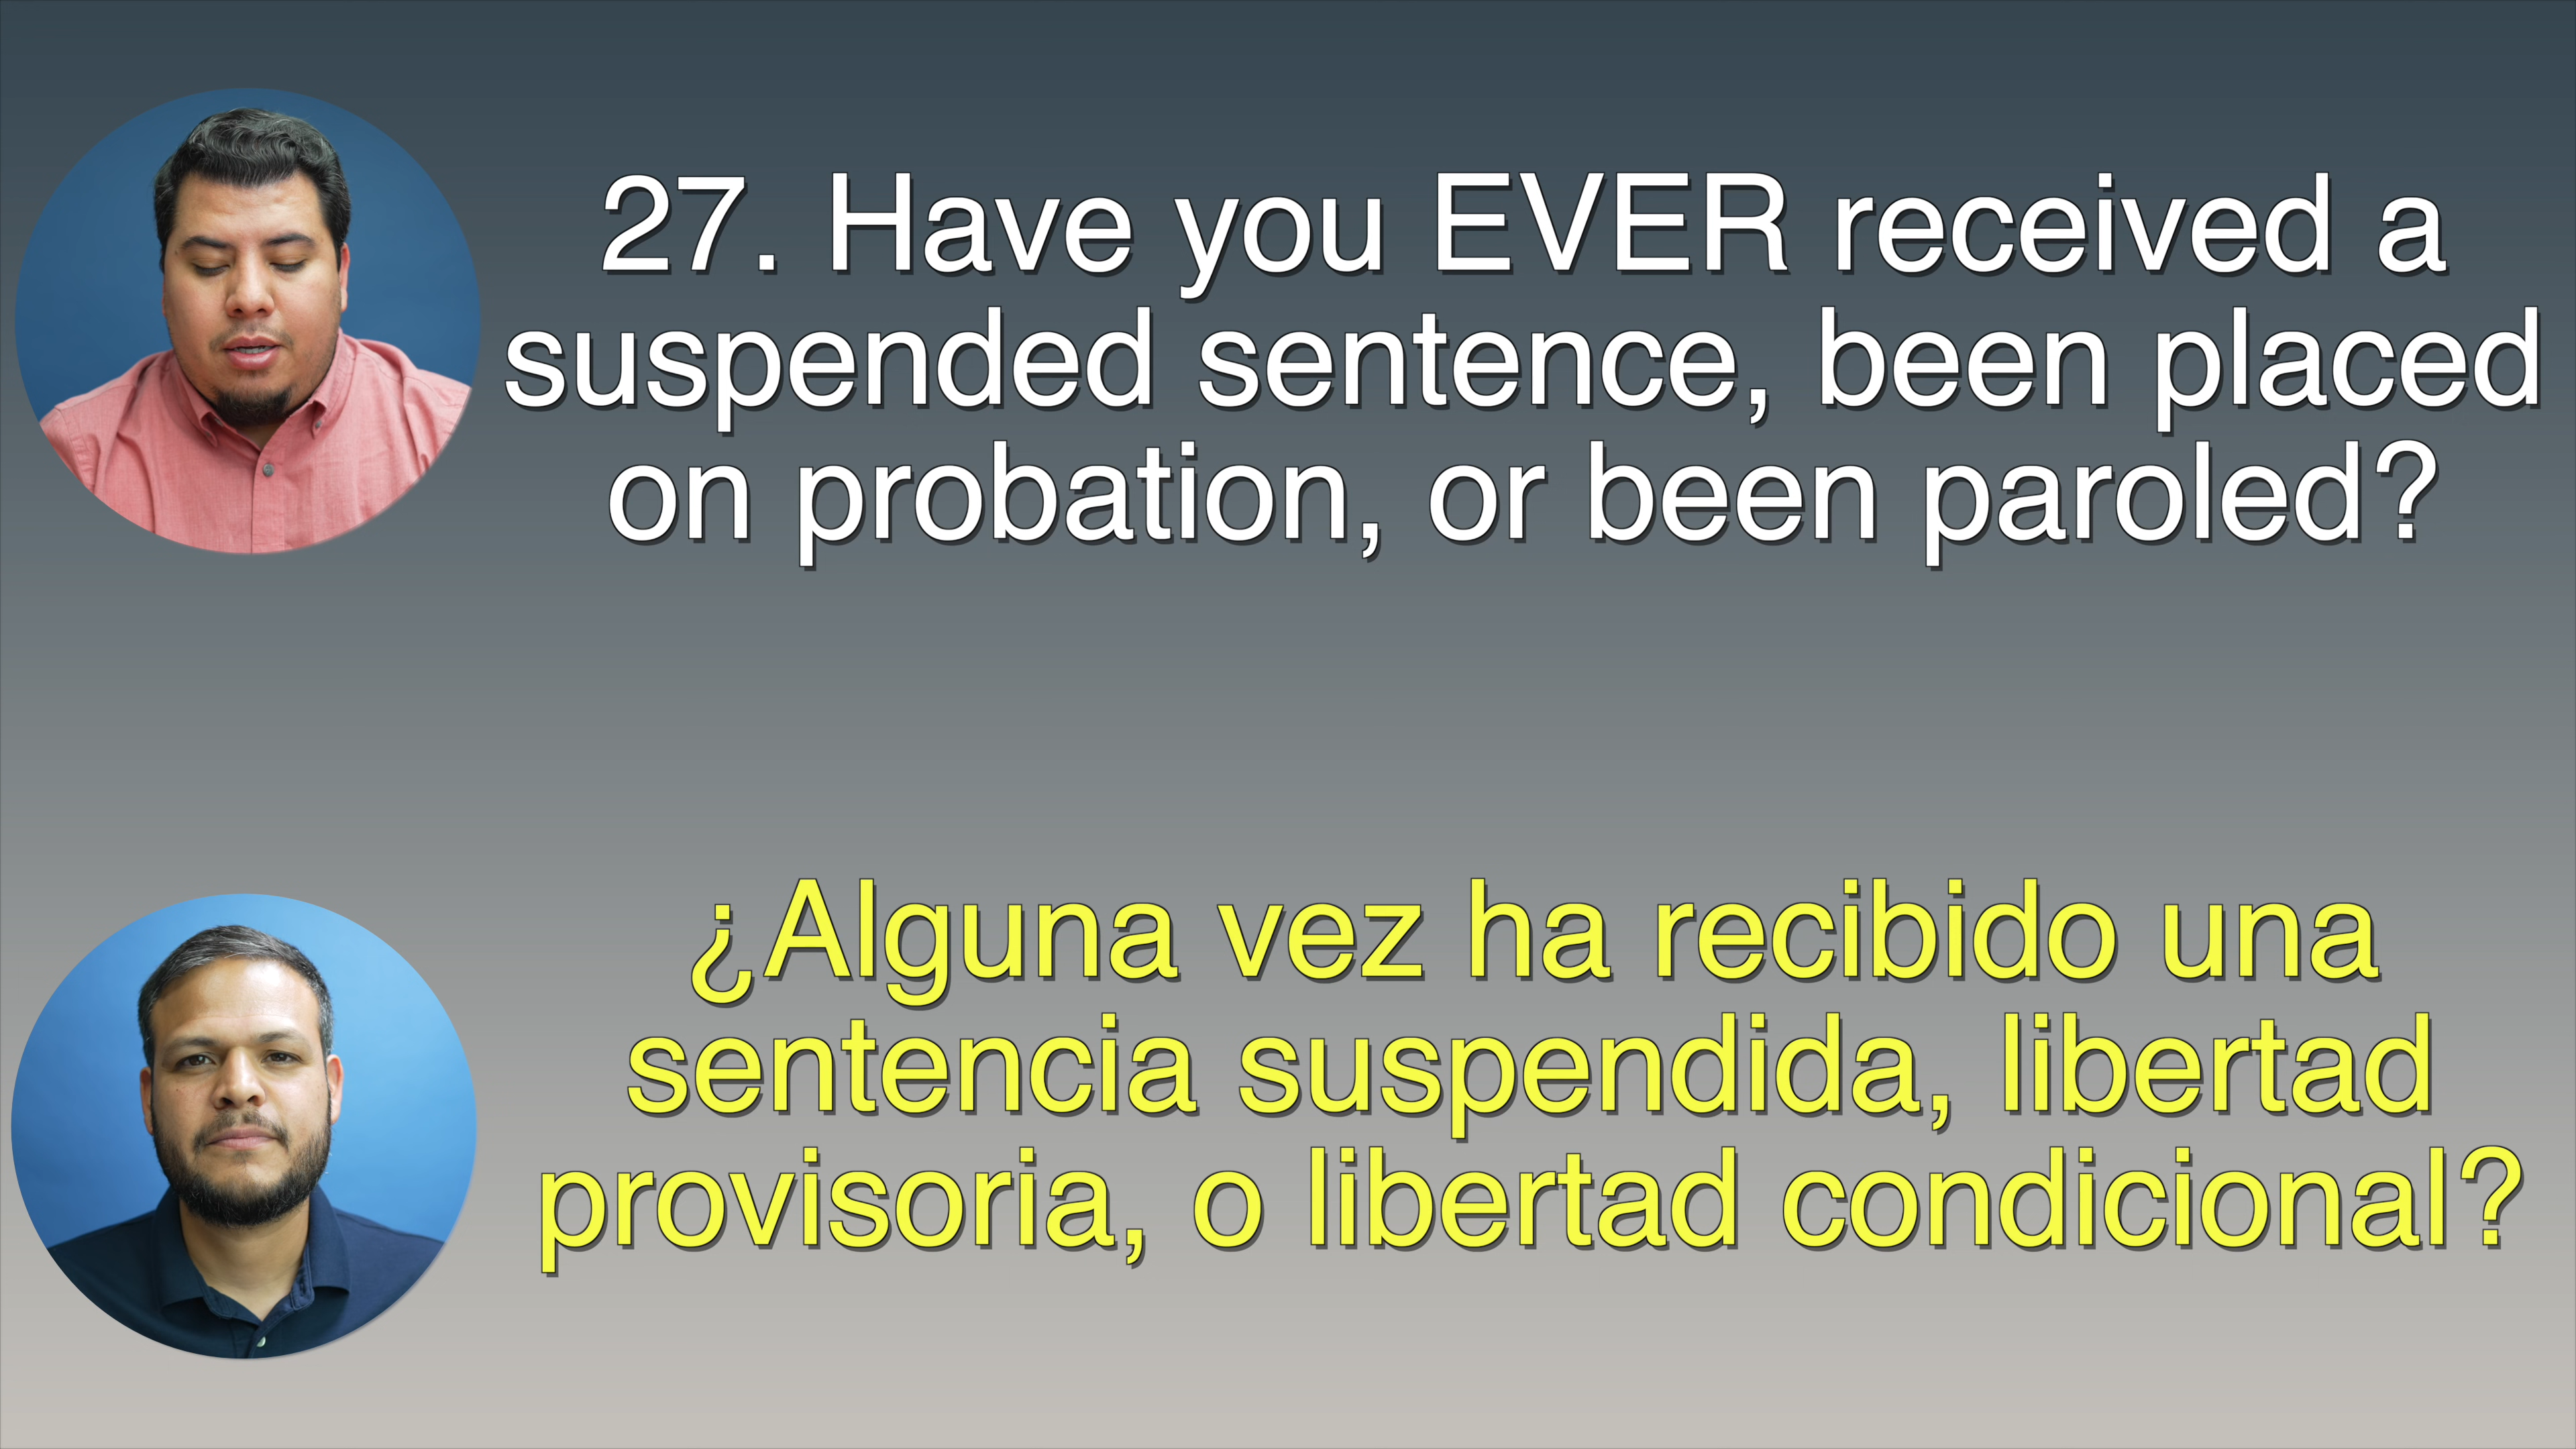 27. Have you EVER received a
suspended sentence, been placed
on probation, or been paroled?
¿Alguna vez ha recibido una
sentencia suspendida, libertad
provisoria, o libertad condicional?